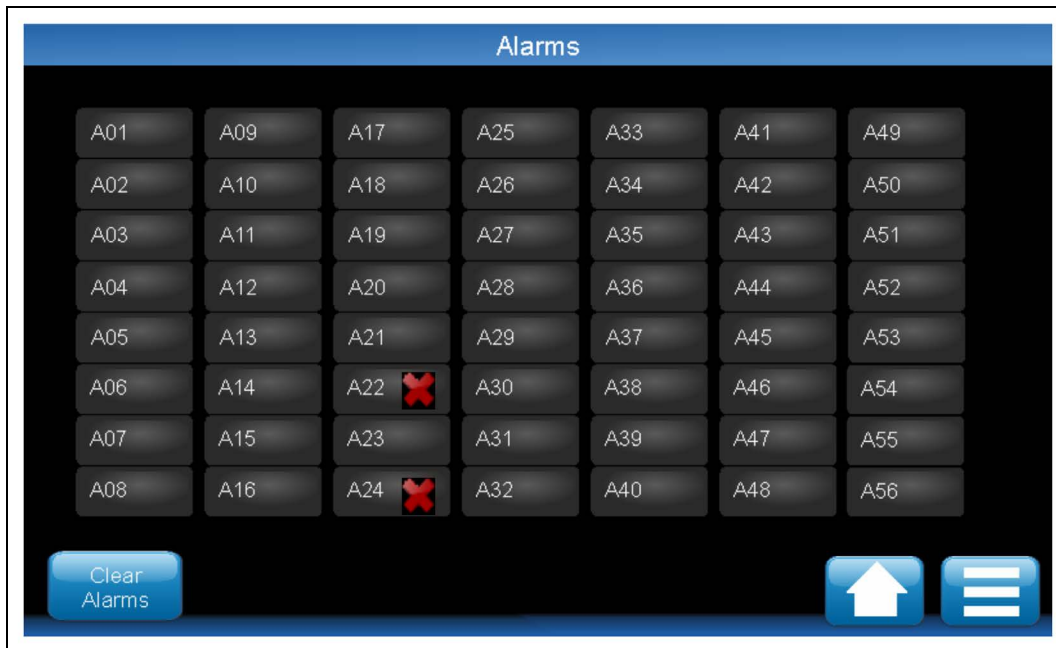 Alarms
A01 A09 A17 A25 A33 A41 A49
A02 A10 A18 A26 A34 A42 A50
A03 A11 A19 A27 A35 A43 A51
A04 A12 A20 A28 A36 A44 A52
A05 A13 A21 A29 A37 A45 A53
A06 A14 A22 A30 A38 A46 A54
A07 A15 A23 A31 A39 A47 A55
A08 A16 A24 A32 A40 A48 A56
Clear
Alarms